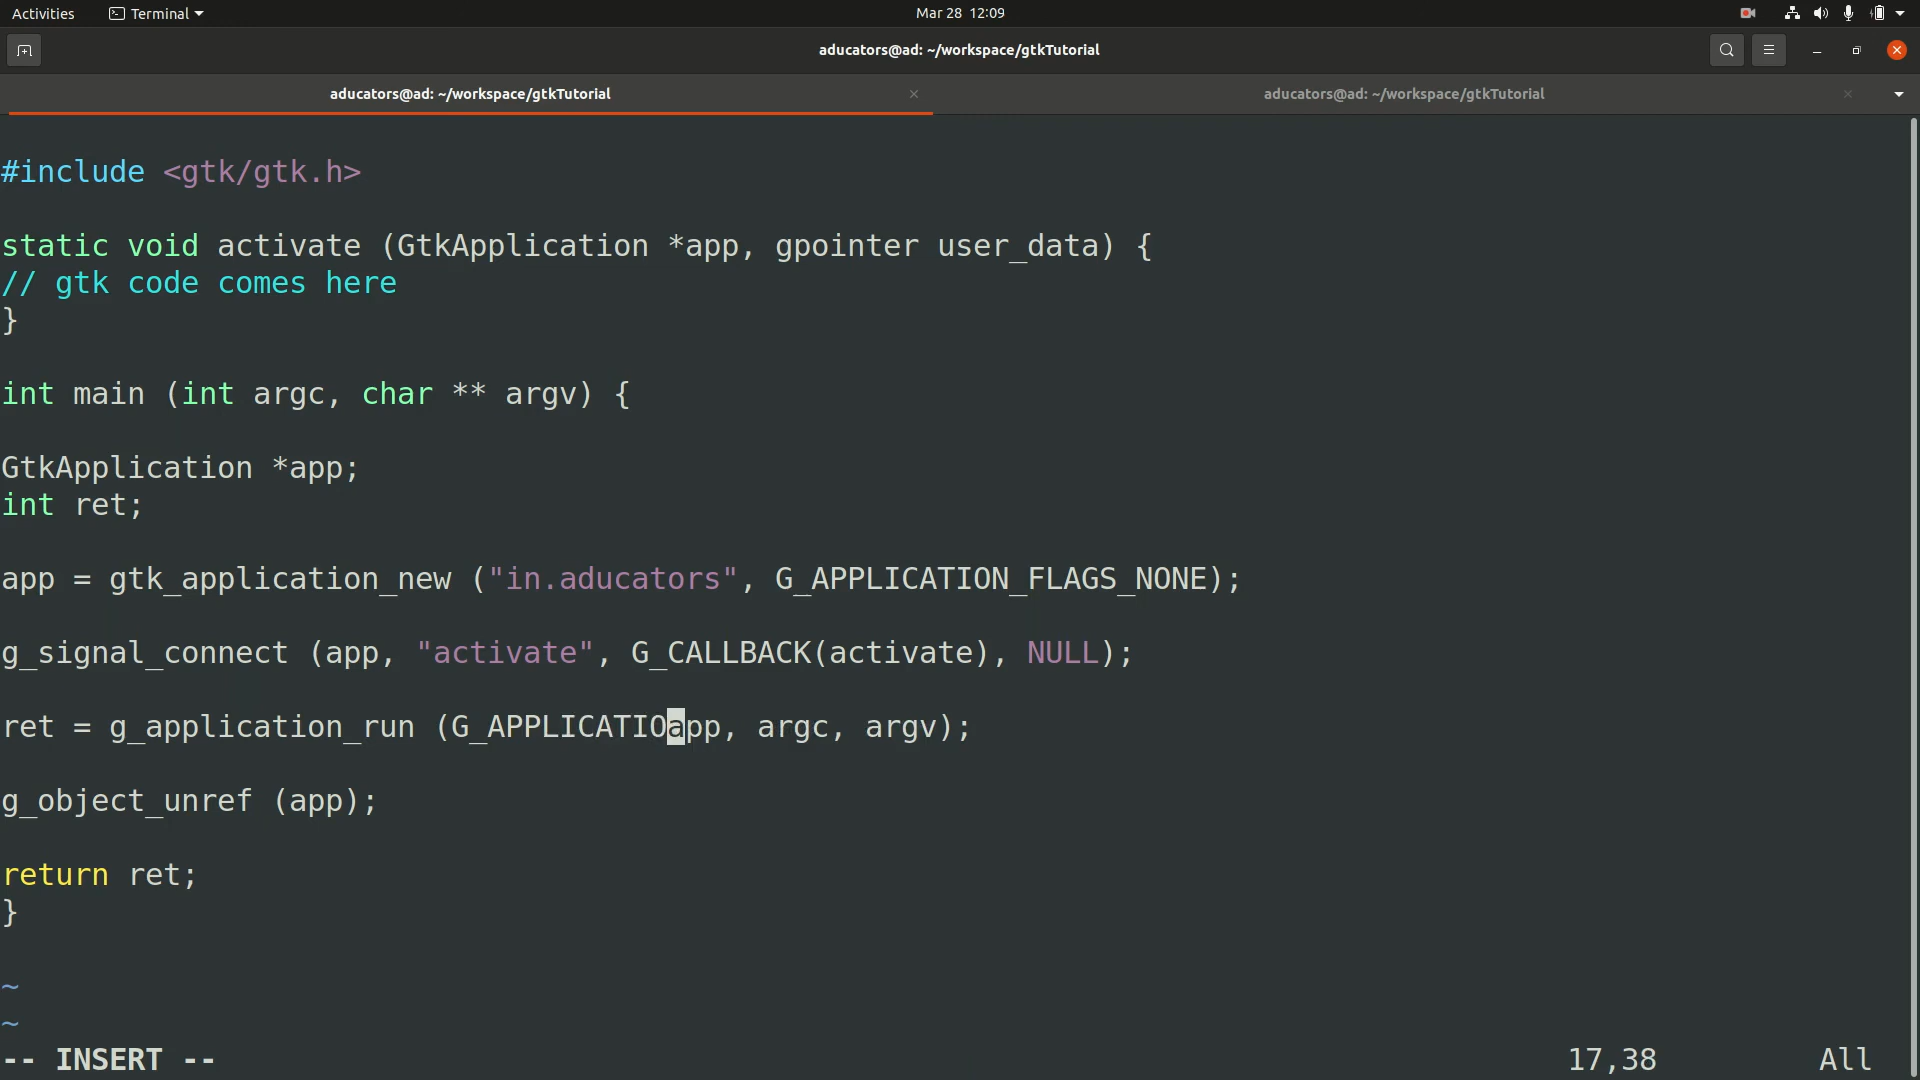 Activities
Terminal
Mar 28 12:09
aducators@ad: ~/workspace/gtkTutorial
aducators@ad: ~/workspace/gtkTutorial
aducators@ad: ~/workspace/gtkTutorial
#include <gtk/gtk.h>
static void activate (GtkApplication *app, gpointer user_data) {
// gtk code comes here
}
int main (int argc, char ** argv) {
GtkApplication *app;
int ret;
app = gtk_application_new ("in.aducators", G_APPLICATION_FLAGS_NONE);
g_signal_connect (app, "activate", G_CALLBACK(activate), NULL);
ret = g_application_run (G_APPLICATIOapp, argc, argv);
g_object_unref (app);
return ret;
}
~
~
-- INSERT --
17,38
All